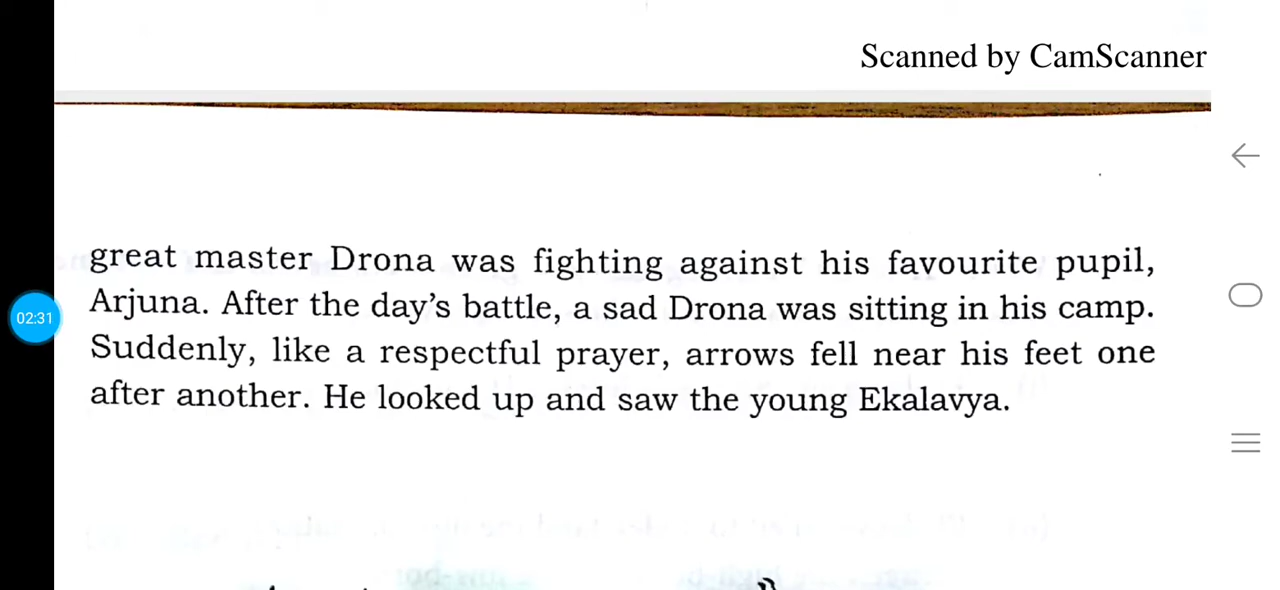 Scanned by CamScanner
great master Drona was fighting against his favourite pupil,
02:31
Arjuna. After the day's battle, a sad Drona was sitting in his camp.
Suddenly, like a respectful prayer, arrows fell near his feet one
after another. He looked up and saw the young Ekalavya.